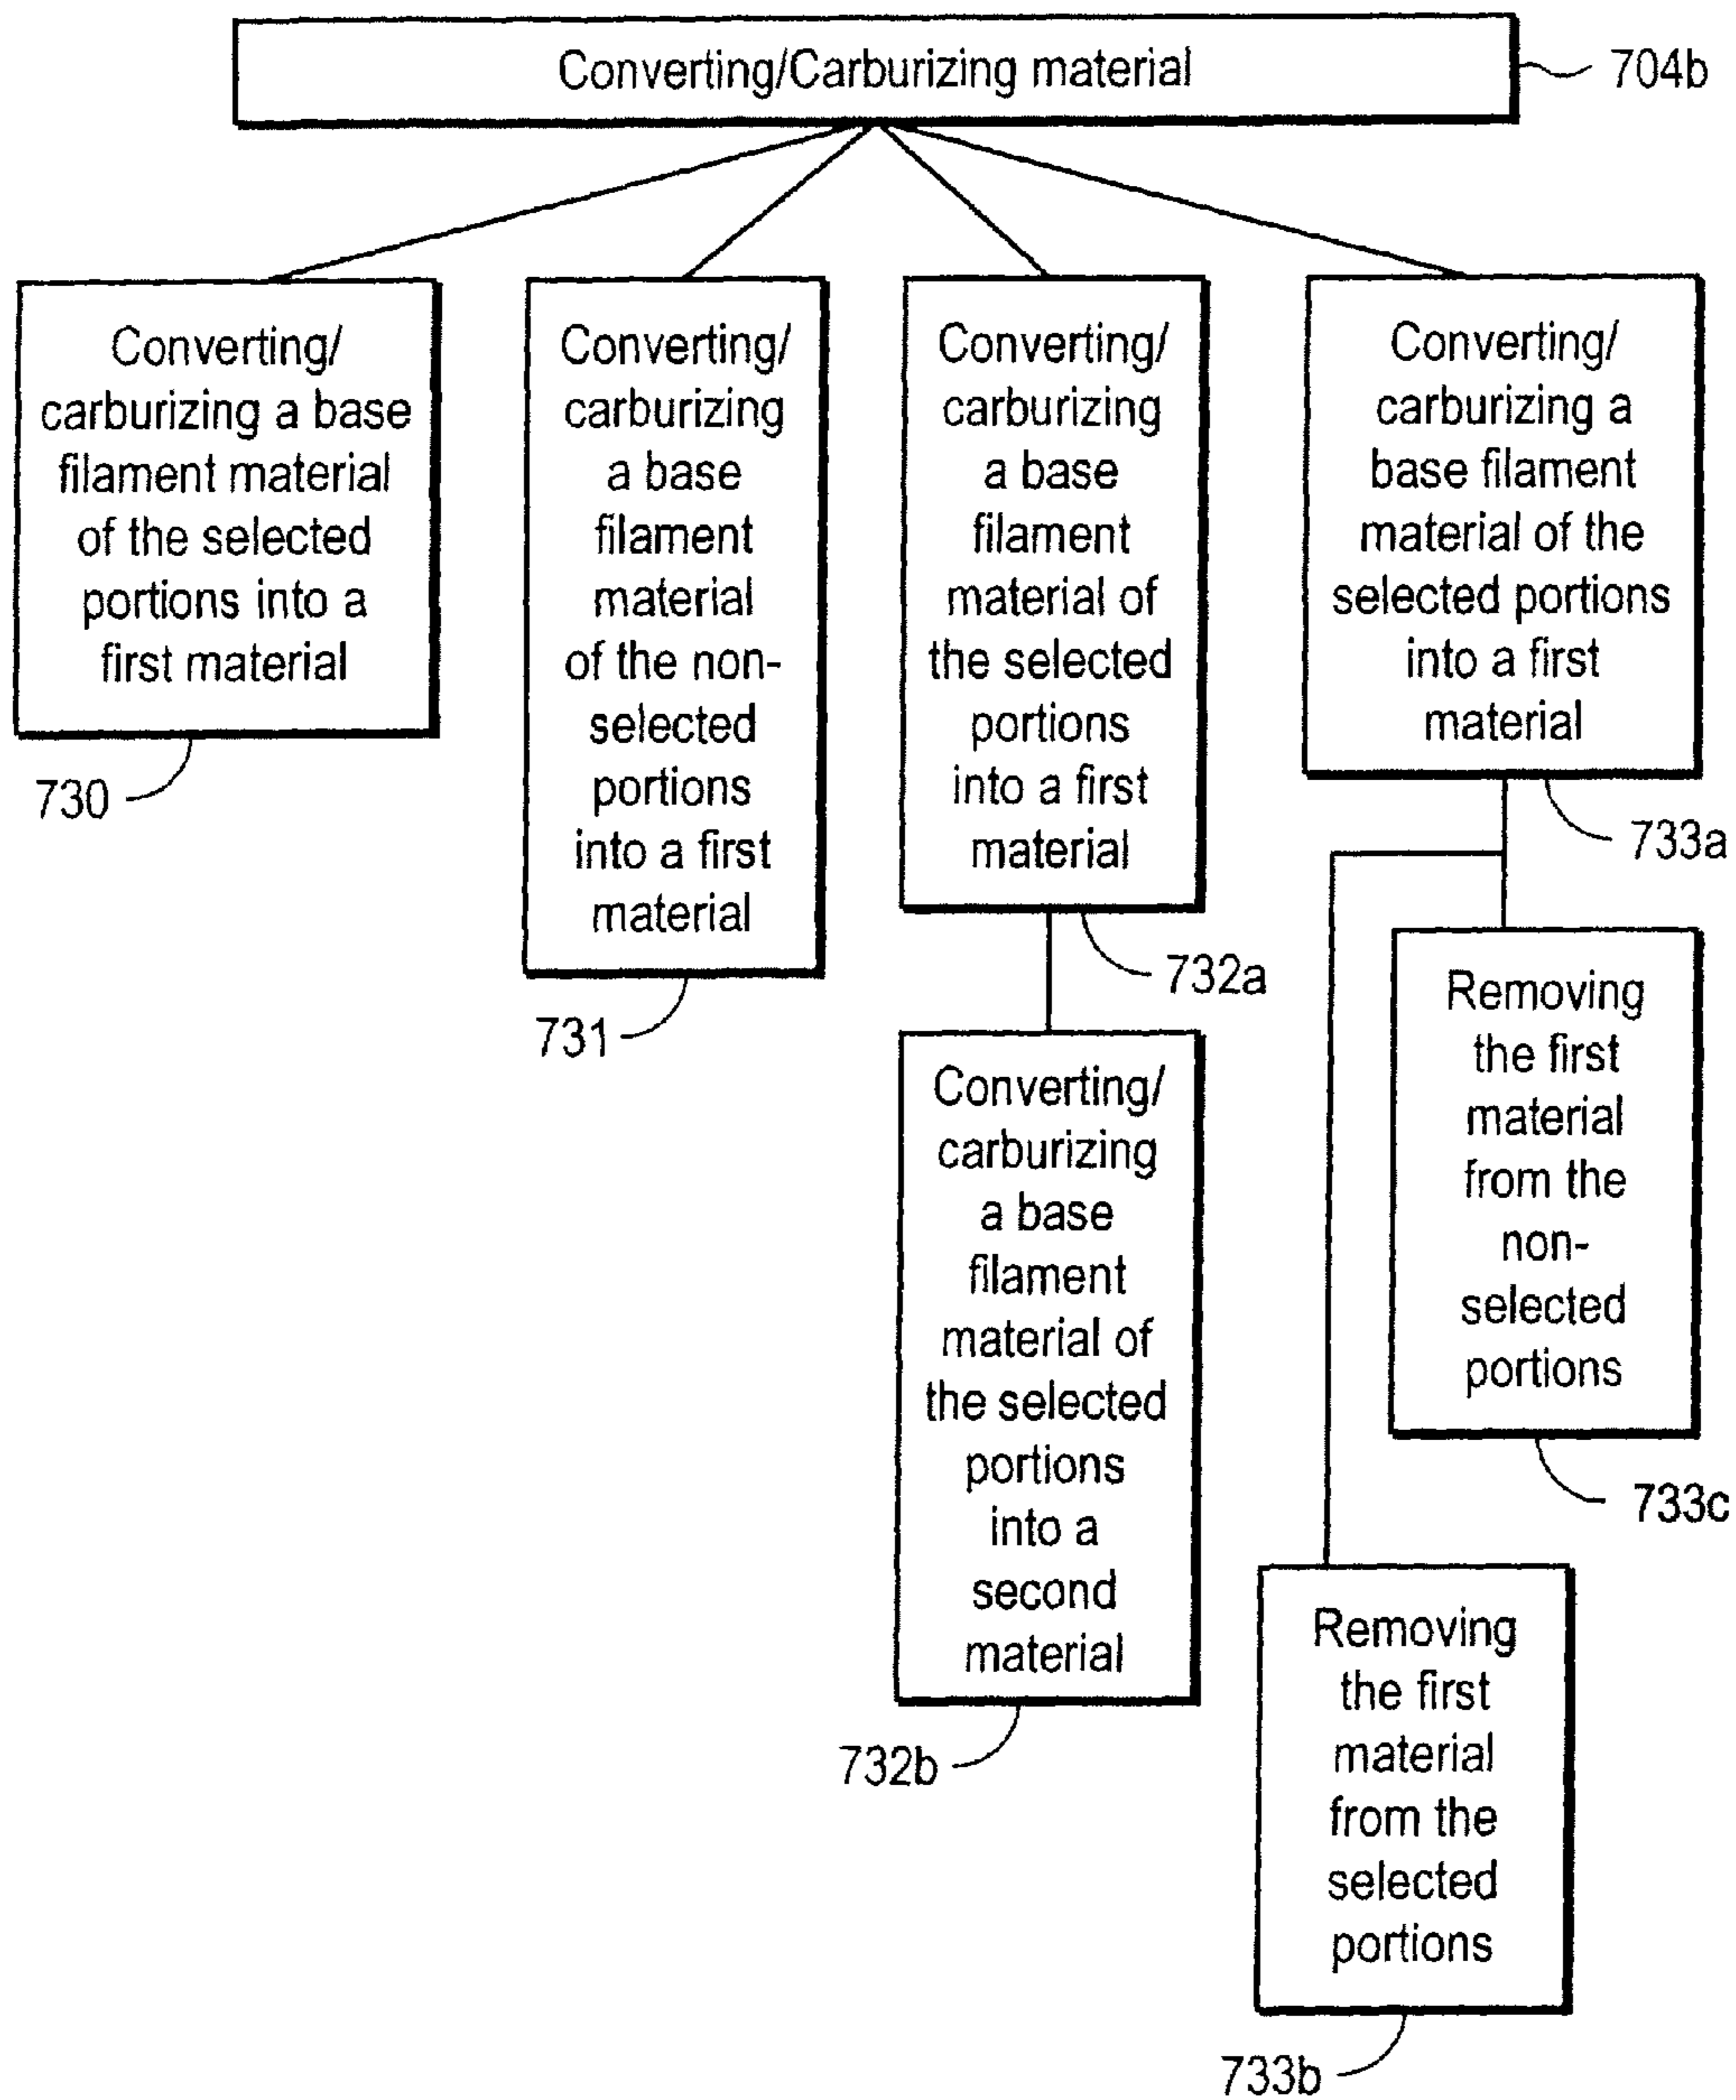 Converting/Carburizing material
704b
Converting/
carburizing a base
filament material
of the selected
portions into a
first material
730
Converting/
carburizing
a base
filament
material
of the non-
selected
portions
into a first
material
731
Converting/
carburizing
a base
filament
material of
the selected
portions
into a first
material
732a
Converting/
carburizing
a base
filament
material of
the selected
portions
into a
second
material
732b
Converting/
carburizing a
base filament
material of the
selected portions
into a first
material
733a
Removing
the first
material
from the
non-
selected
portions
733c
Removing
the first
material
from the
selected
portions
733b